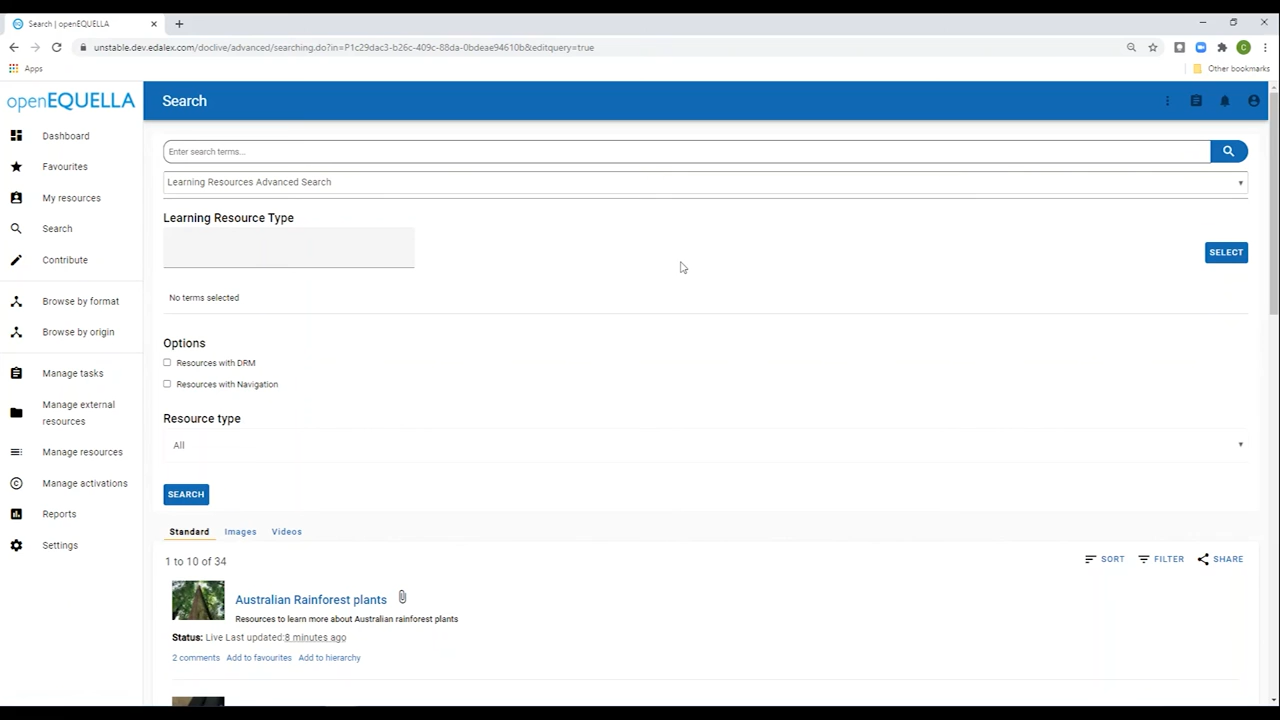 Search | openEQUELLA
unstable.dev.edalex.com/doclive/advanced/searching.do?in=P1c29dac3-b26c-409c-88da-0bdeae94610b&editquery=true
C
Apps
Other bookmarks
openEQUELLA
Search
Dashboard
Favourites
My resources
Search
Contribute
Browse by format
Browse by origin
Manage tasks
Manage external
resources
Manage resources
Manage activations
Reports
Settings
Enter search terms...
Learning Resources Advanced Search
Learning Resource Type
SELECT
No terms selected
Options
Resources with DRM
Resources with Navigation
Resource type
All
SEARCH
Standard Images Videos
1 to 10 of 34
SORT FILTER SHARE
Australian Rainforest plants
Resources to learn more about Australian rainforest plants
Status: Live Last updated:8 minutes ago
2 comments Add to favourites Add to hierarchy